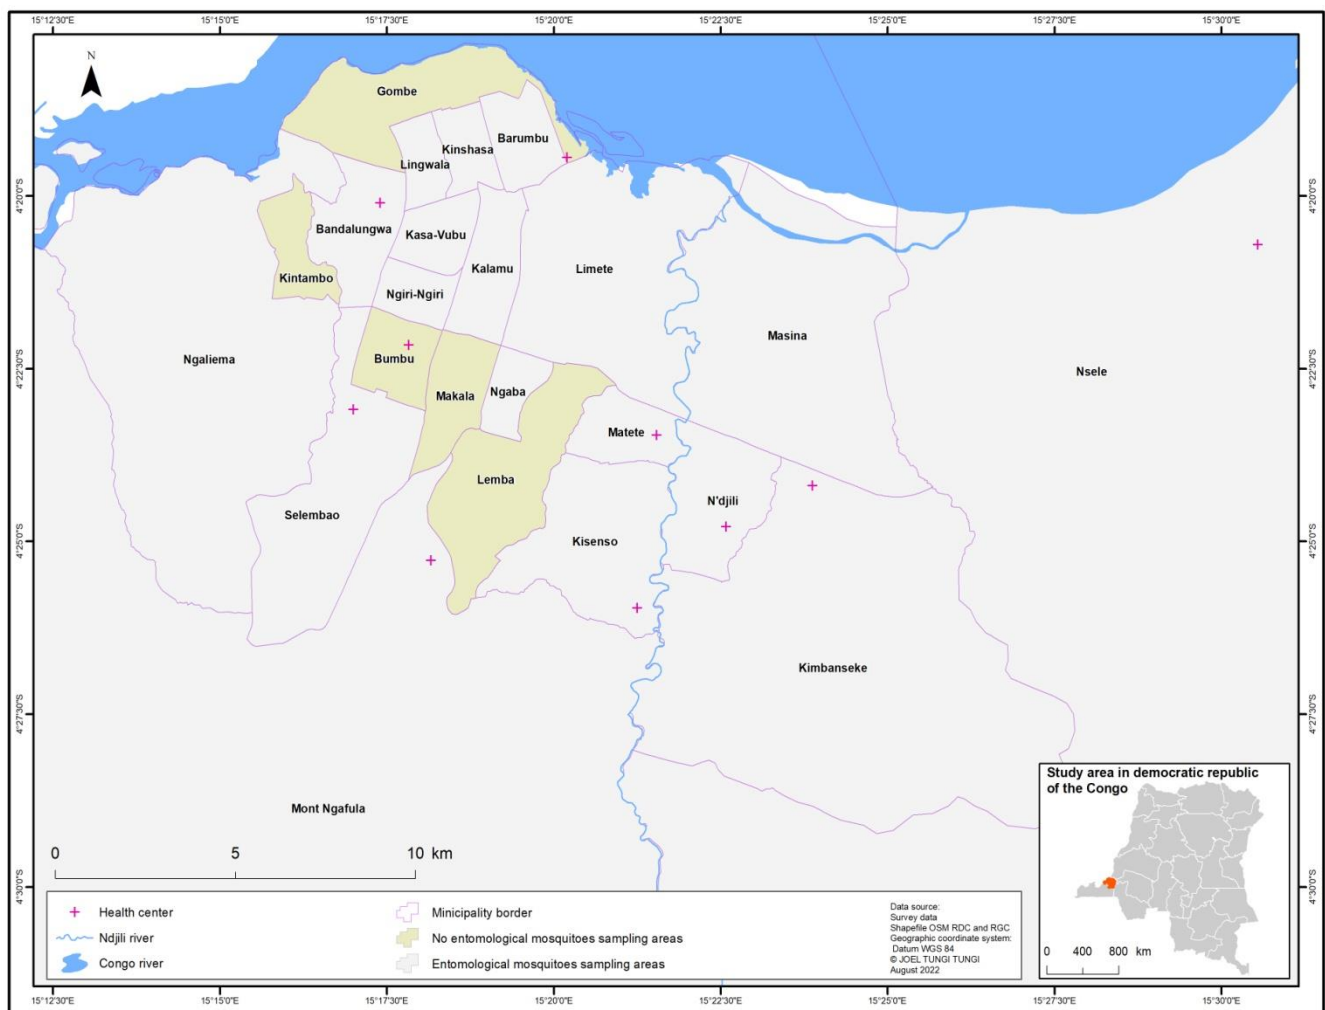 15°12'30"E 15°15'0"E 15°17'30"E 15°20'0"E 15°22'30"E 15°25'0"E 15°27'30"E 15°30'0"E
N
Gombe
Barumbu
Kinshasa
Lingwala
4°20'0"S 4°20'0"S
Bandalungwa
Kasa-Vubu
Kalamu
Limete
Kintambo
Ngiri-Ngiri
Masina
Ngaliema
Bumbu
Nsele
4°22'30"S 4°22'30"S
Ngaba
Makala
Matete
Lemba
N'djili
Selembao
Kisenso
4°25'0"S 4°25'0"S
Kimbanseke
4°27'30"S 4°27'30"S
Mont Ngafula
Study area in democratic republic
of the Congo
0 5 10 km
4°30'0"S 4°30'0"S
Health center
Ndjili river
Congo river
Minicipality border
No entomological mosquitoes sampling areas
Entomological mosquitoes sampling areas
Data source:
Survey data
Shapefile OSM RDC and RGC
Geographic coordinate system:
Datum WGS 84
© JOEL TUNGI TUNGI
August 2022
0 400 800 km
15°12'30"E 15°15'0"E 15°17'30"E 15°20'0"E 15°22'30"E 15°25'0"E 15°27'30"E 15°30'0"E